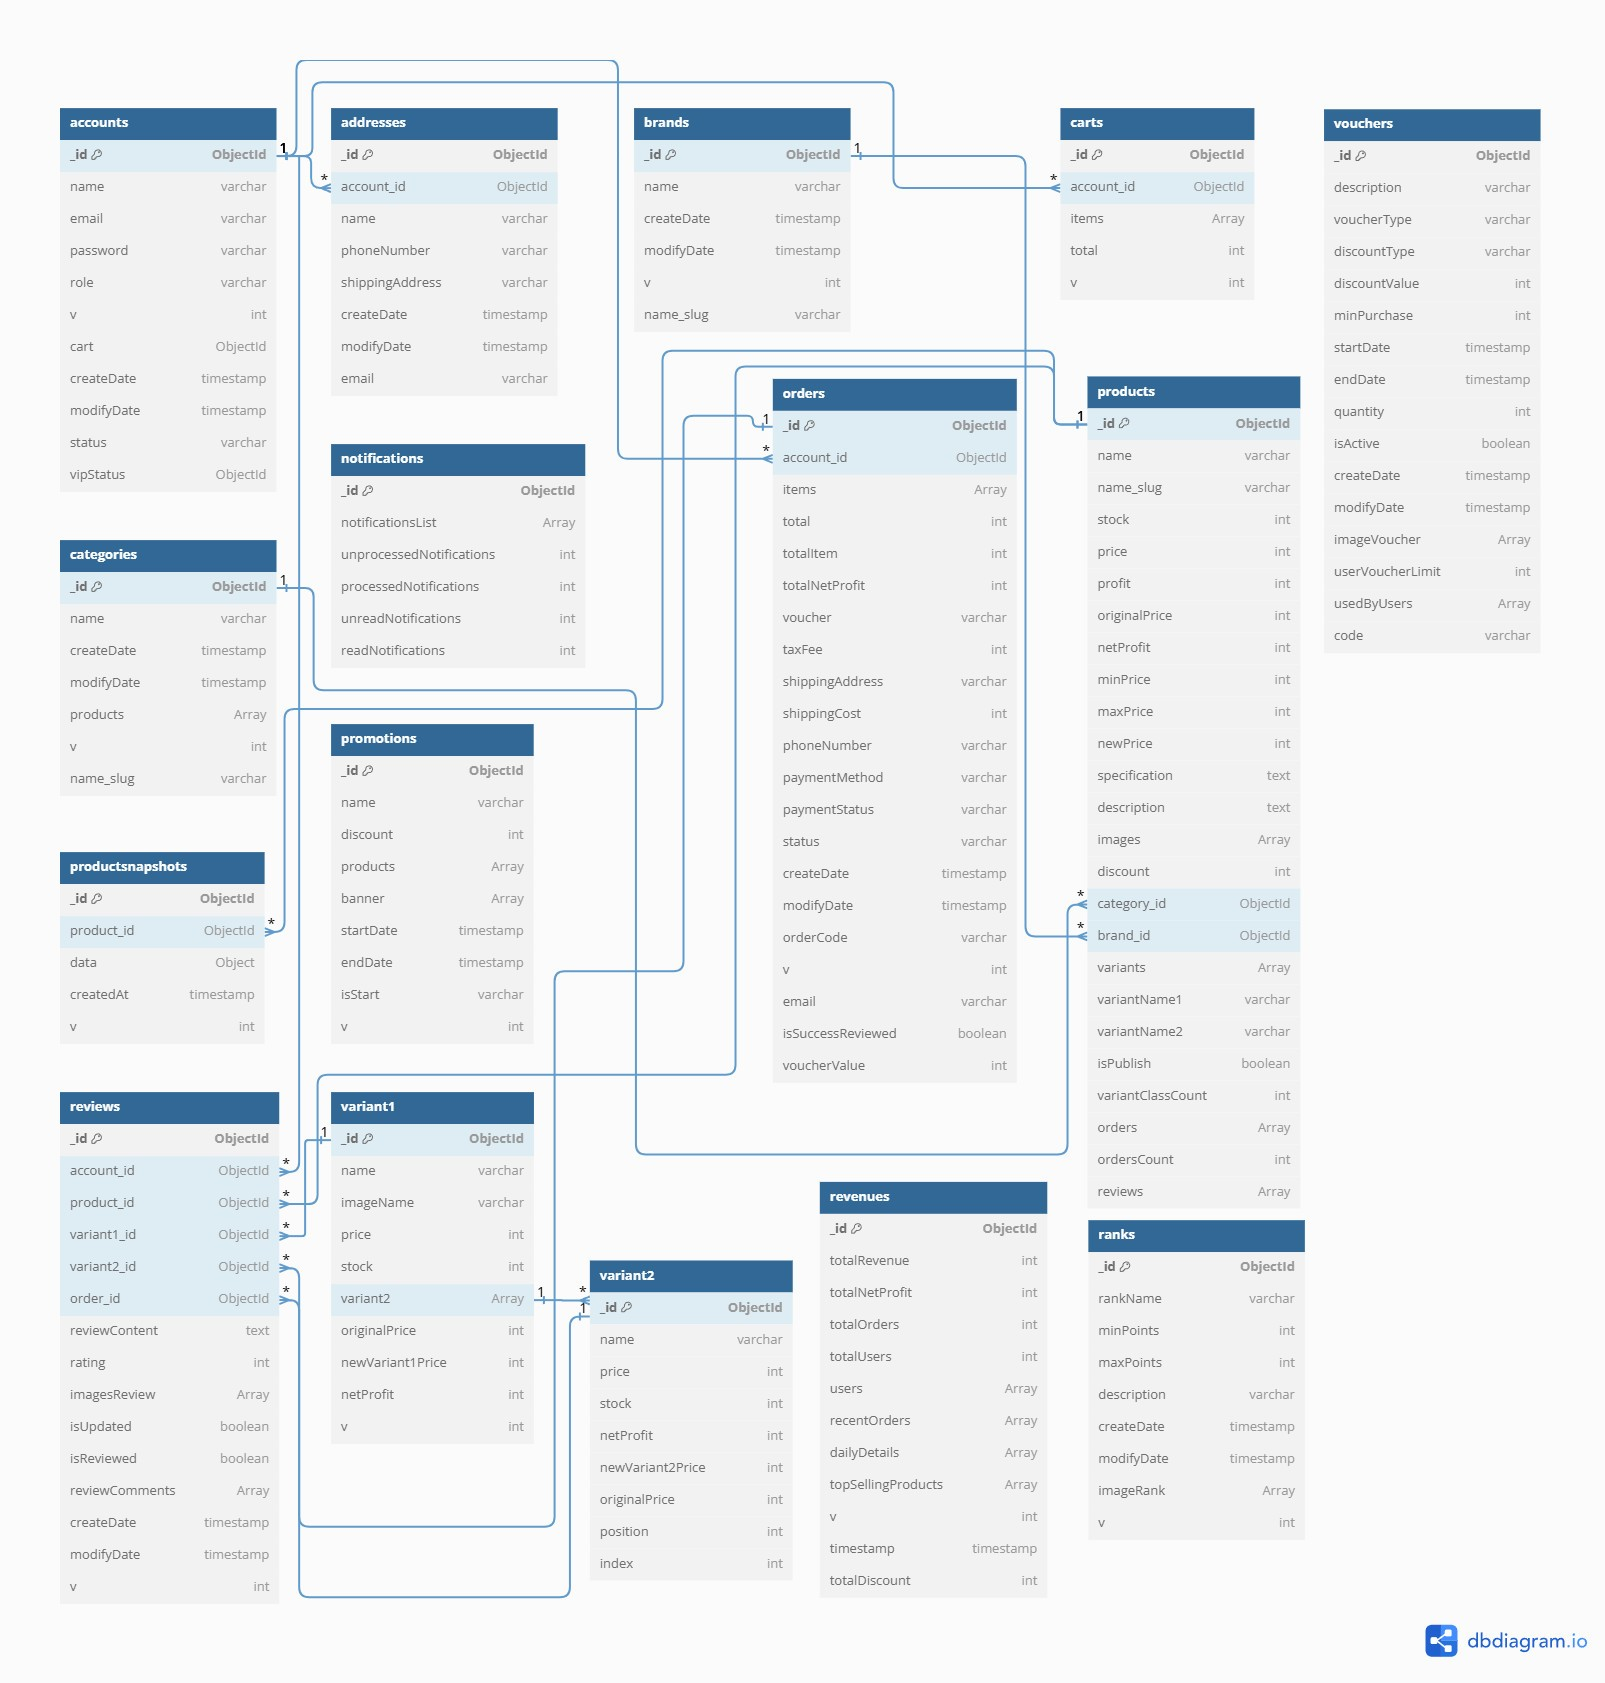 accounts
_id ObjectId
name varchar
email varchar
password varchar
role varchar
v int
cart ObjectId
createDate timestamp
modifyDate timestamp
status varchar
vipStatus ObjectId
1
addresses
_id ObjectId
* account_id ObjectId
name varchar
phoneNumber varchar
shippingAddress varchar
createDate timestamp
modifyDate timestamp
email varchar
brands
_id ObjectId 1
name varchar
createDate timestamp
modifyDate timestamp
v int
name_slug varchar
carts
_id ObjectId
* account_id ObjectId
items Array
total int
v int
vouchers
_id ObjectId
description varchar
voucherType varchar
discountType varchar
discountValue int
minPurchase int
startDate timestamp
endDate timestamp
quantity int
isActive boolean
createDate timestamp
modifyDate timestamp
imageVoucher Array
userVoucherLimit int
usedByUsers Array
code varchar
notifications
_id ObjectId
notificationsList Array
unprocessedNotifications int
processedNotifications int
unreadNotifications int
readNotifications int
orders
1 _id ObjectId
* account_id ObjectId
items Array
total int
totalItem int
totalNetProfit int
voucher varchar
taxFee int
shippingAddress varchar
shippingCost int
phoneNumber varchar
paymentMethod varchar
paymentStatus varchar
status varchar
createDate timestamp
modifyDate timestamp
orderCode varchar
v int
email varchar
isSuccessReviewed boolean
voucherValue int
products
1 _id ObjectId
name varchar
name_slug varchar
stock int
price int
profit int
originalPrice int
netProfit int
minPrice int
maxPrice int
newPrice int
specification text
description text
images Array
discount int
* category_id ObjectId
* brand_id ObjectId
variants Array
variantName1 varchar
variantName2 varchar
isPublish boolean
variantClassCount int
orders Array
ordersCount int
reviews Array
categories
_id ObjectId 1
name varchar
createDate timestamp
modifyDate timestamp
products Array
v int
name_slug varchar
promotions
_id ObjectId
name varchar
discount int
products Array
banner Array
startDate timestamp
endDate timestamp
isStart varchar
v int
productsnapshots
_id ObjectId
product_id ObjectId *
data Object
createdAt timestamp
v int
reviews
_id ObjectId
account_id ObjectId *
product_id ObjectId *
variant1_id ObjectId *
variant2_id ObjectId *
order_id ObjectId *
reviewContent text
rating int
imagesReview Array
isUpdated boolean
isReviewed boolean
reviewComments Array
createDate timestamp
modifyDate timestamp
v int
variant1
1 _id ObjectId
name varchar
imageName varchar
price int
stock int
variant2 Array 1
originalPrice int
newVariant1Price int
netProfit int
v int
variant2
*
1 _id ObjectId
name varchar
price int
stock int
netProfit int
newVariant2Price int
originalPrice int
position int
index int
revenues
_id ObjectId
totalRevenue int
totalNetProfit int
totalOrders int
totalUsers int
users Array
recentOrders Array
dailyDetails Array
topSellingProducts Array
v int
timestamp timestamp
totalDiscount int
ranks
_id ObjectId
rankName varchar
minPoints int
maxPoints int
description varchar
createDate timestamp
modifyDate timestamp
imageRank Array
v int
dbdiagram.io